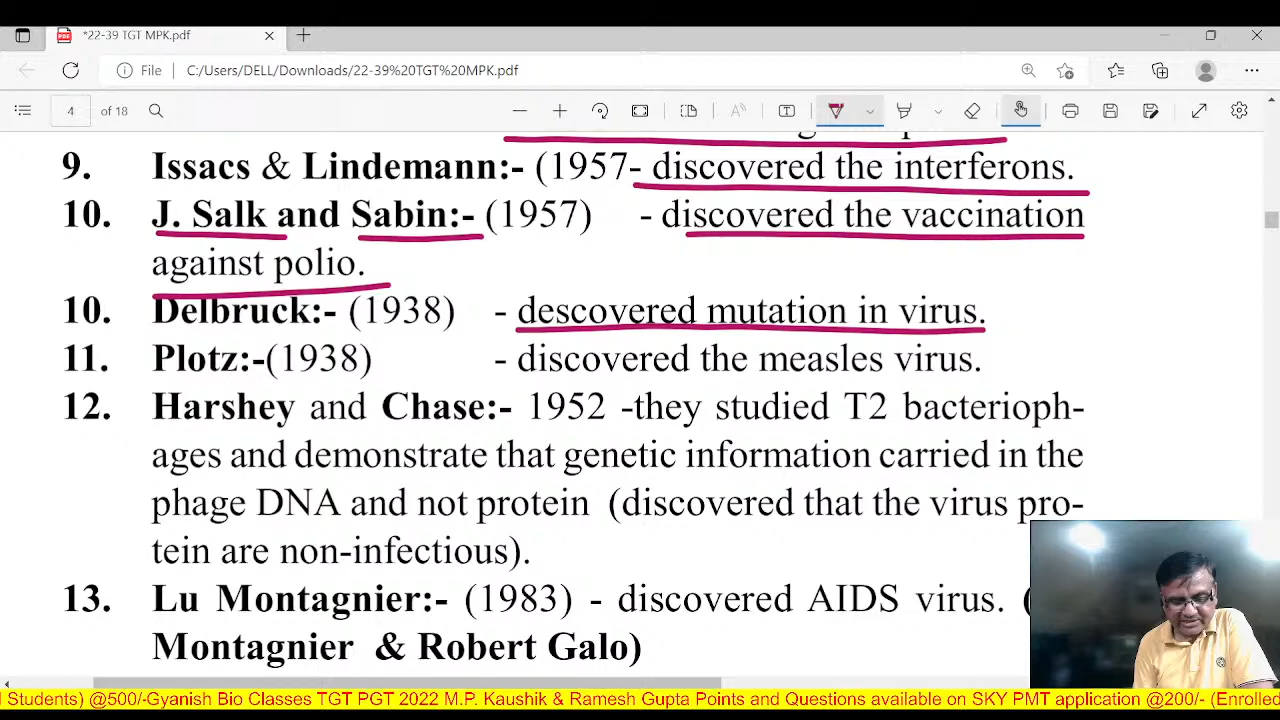 *22-39 TGT MPK.pdf
File C:/Users/DELL/Downloads/22-39%20TGT%20MPK.pdf
4 of 18
9. Issacs & Lindemann:- (1957- discovered the interferons.
10. J. Salk and Sabin:- (1957) - discovered the vaccination
against polio.
10. Delbruck:- (1938) - descovered mutation in virus.
11. Plotz:-(1938) - discovered the measles virus.
12. Harshey and Chase:- 1952 -they studied T2 bacterioph-
ages and demonstrate that genetic information carried in the
phage DNA and not protein (discovered that the virus pro-
tein are non-infectious).
13. Lu Montagnier:- (1983) - discovered AIDS virus. (
Montagnier & Robert Galo)
Students) @500/-Gyanish Bio Classes TGT PGT 2022 M.P. Kaushik & Ramesh Gupta Points and Questions available on SKY PMT application @200/- (Enrolled